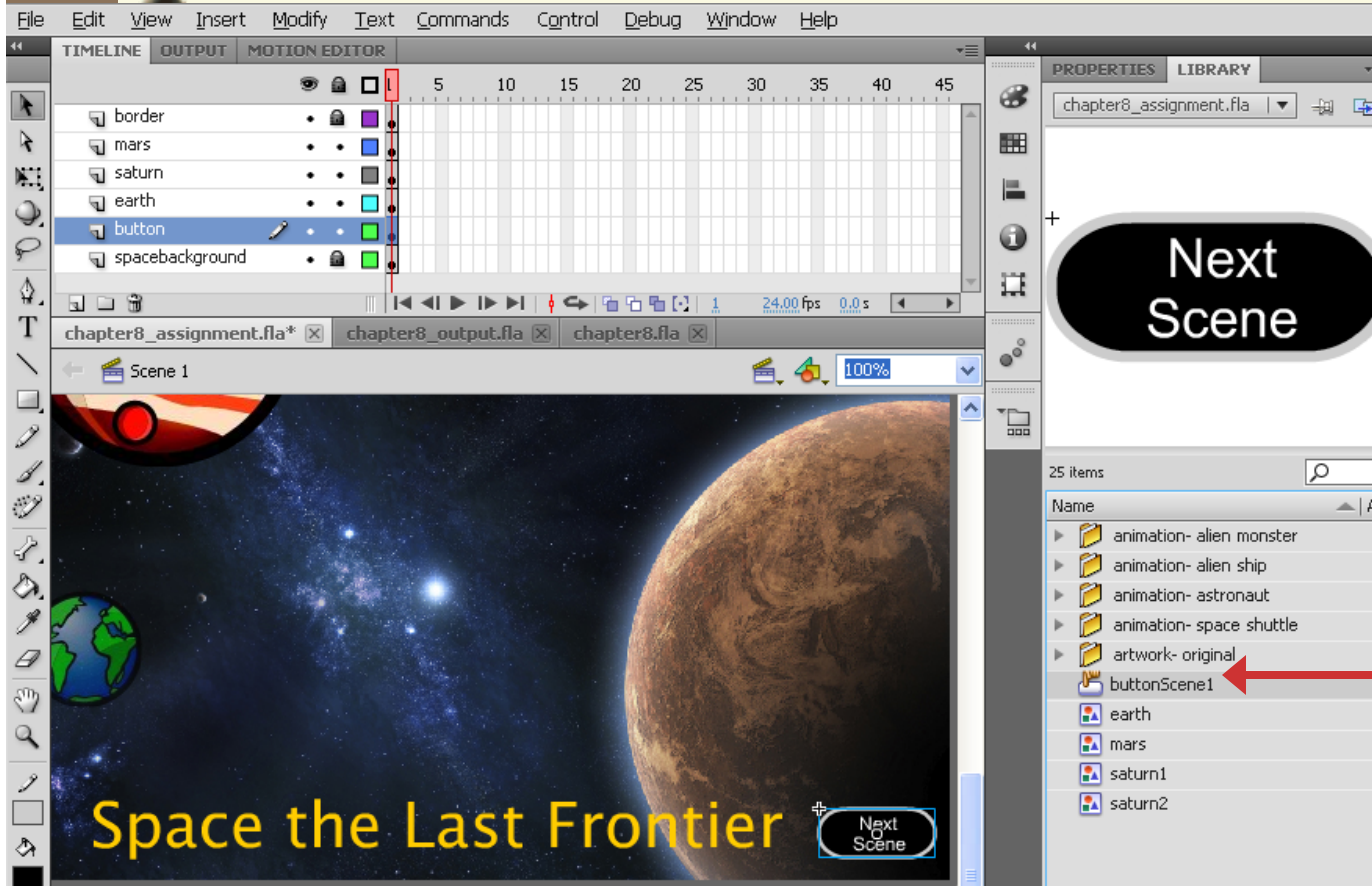 File Edit View Insert Modify Text Commands Control Debug Window Help
TIMELINE OUTPUT MOTION EDITOR
1 5 10 15 20 25 30 35 40 45
border
mars
saturn
earth
button
spacebackground
1 24.00 fps 0.0 s
chapter8_assignment.fla* chapter8_output.fla chapter8.fla
Scene 1 100%
Space the Last Frontier
Next
Scene
PROPERTIES LIBRARY
chapter8_assignment.fla
Next
Scene
25 items
Name A
animation- alien monster
animation- alien ship
animation- astronaut
animation- space shuttle
artwork- original
buttonScene1
earth
mars
saturn1
saturn2